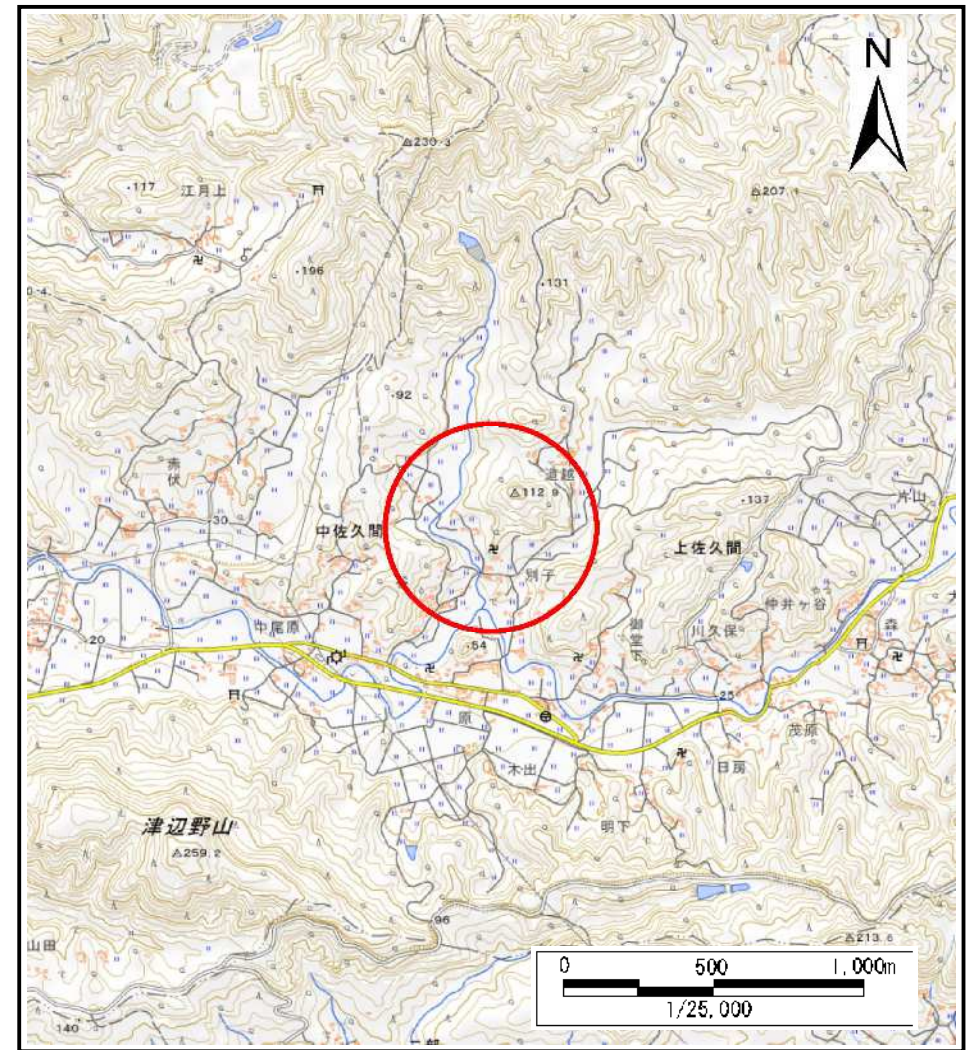 N
230.3
117
江月上
207.1
196
131
92
赤伏
道越
112.9
137
片山
30
中佐久間
上佐久間
別子
仲井ヶ谷
中尾原
御堂下
川久保
森
20
54
25
原
茂原
木出
日房
津辺野山
明下
259.2
96
213.6
山田
0 500 1,000m
1/25,000
140